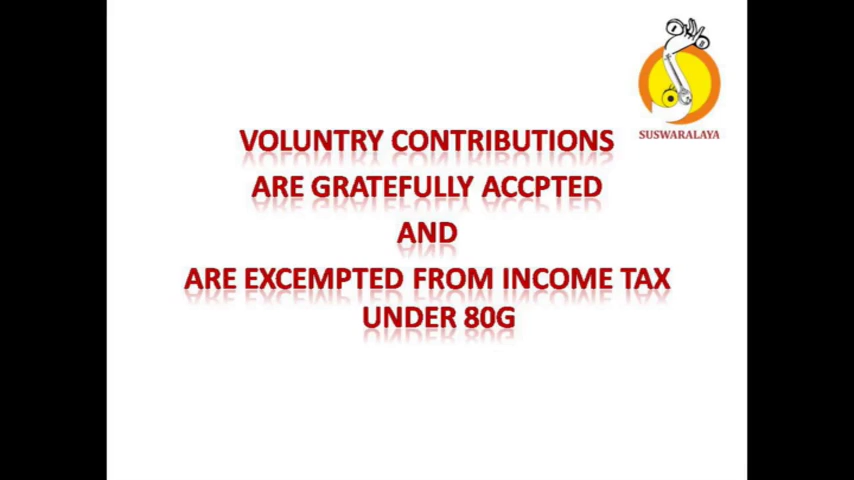 SUSWARALAYA
VOLUNTRY CONTRIBUTIONS
ARE GRATEFULLY ACCPTED
AND
ARE EXCEMPTED FROM INCOME TAX
UNDER 80G